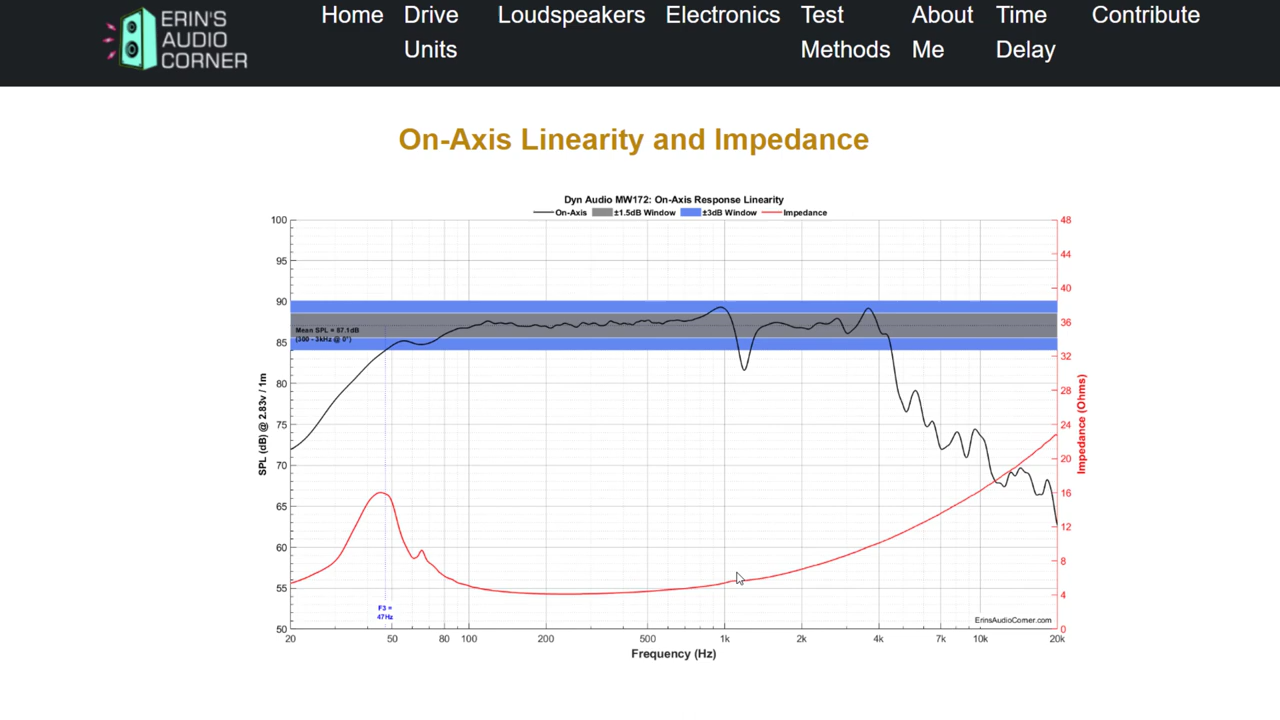 ERIN'S
AUDIO
CORNER
Home
Drive
Units
Loudspeakers
Electronics
Test
Methods
About
Me
Time
Delay
Contribute
On-Axis Linearity and Impedance
Dyn Audio MW172: On-Axis Response Linearity
On-Axis ±1.5dB Window ±3dB Window Impedance
100
95
90
85
80
75
70
65
60
55
50
SPL (dB) @ 2.83v / 1m
Mean SPL = 87.1dB
(300 - 3kHz @ 0°)
F3 =
47Hz
48
44
40
36
32
28
24
20
16
12
8
4
0
Impedance (Ohms)
ErinsAudioCorner.com
20 50 80 100 200 500 1k 2k 4k 7k 10k 20k
Frequency (Hz)